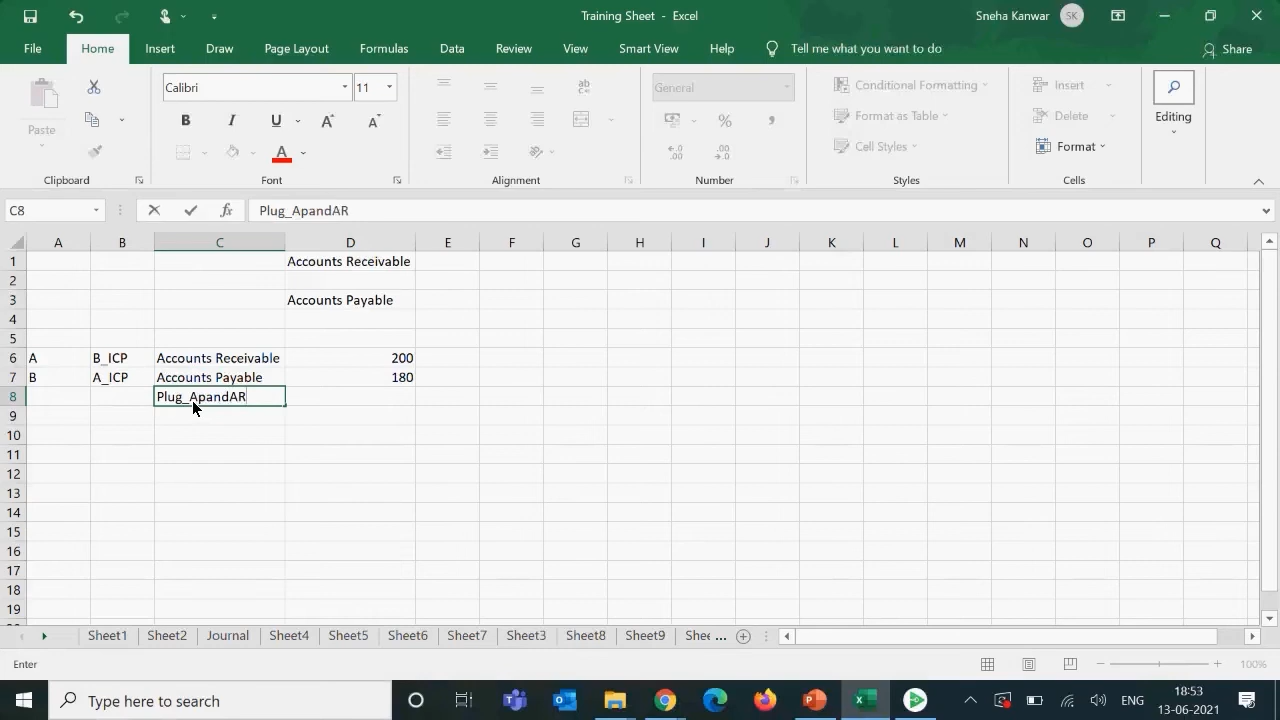 Training Sheet - Excel
Sneha Kanwar SK
File Home Insert Draw Page Layout Formulas Data Review View Smart View Help Tell me what you want to do Share
Calibri 11 General Conditional Formatting Insert
Paste B I U A A A Format as Table Delete Editing
Cell Styles Format
Clipboard Font Alignment Number Styles Cells
C8 fx Plug_ApandAR
A B C D E F G H I J K L M N O P Q
1 Accounts Receivable
2
3 Accounts Payable
4
5
6 A B_ICP Accounts Receivable 200
7 B A_ICP Accounts Payable 180
8 Plug_ApandAR
9
10
11
12
13
14
15
16
17
18
19
Sheet1 Sheet2 Journal Sheet4 Sheet5 Sheet6 Sheet7 Sheet3 Sheet8 Sheet9 Shee ...
Enter 100%
Type here to search ENG 18:53
13-06-2021